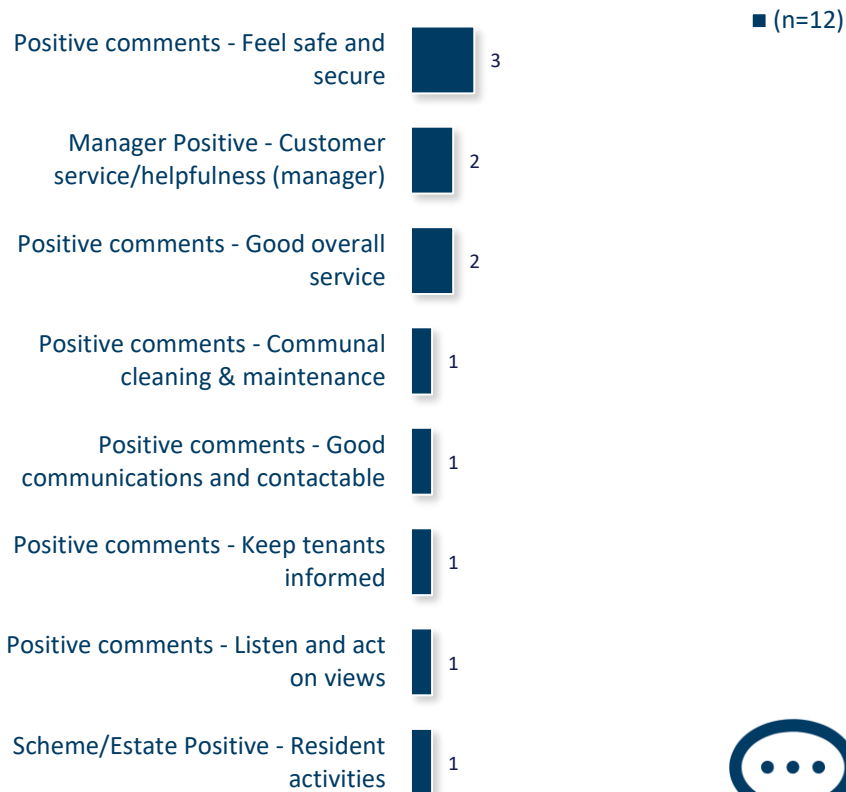 (n=12)
Positive comments - Feel safe and
secure
3
Manager Positive - Customer
service/helpfulness (manager)
2
Positive comments - Good overall
service
2
Positive comments - Communal
cleaning & maintenance
1
Positive comments - Good
communications and contactable
1
Positive comments - Keep tenants
informed
1
Positive comments - Listen and act
on views
1
Scheme/Estate Positive - Resident
activities
1